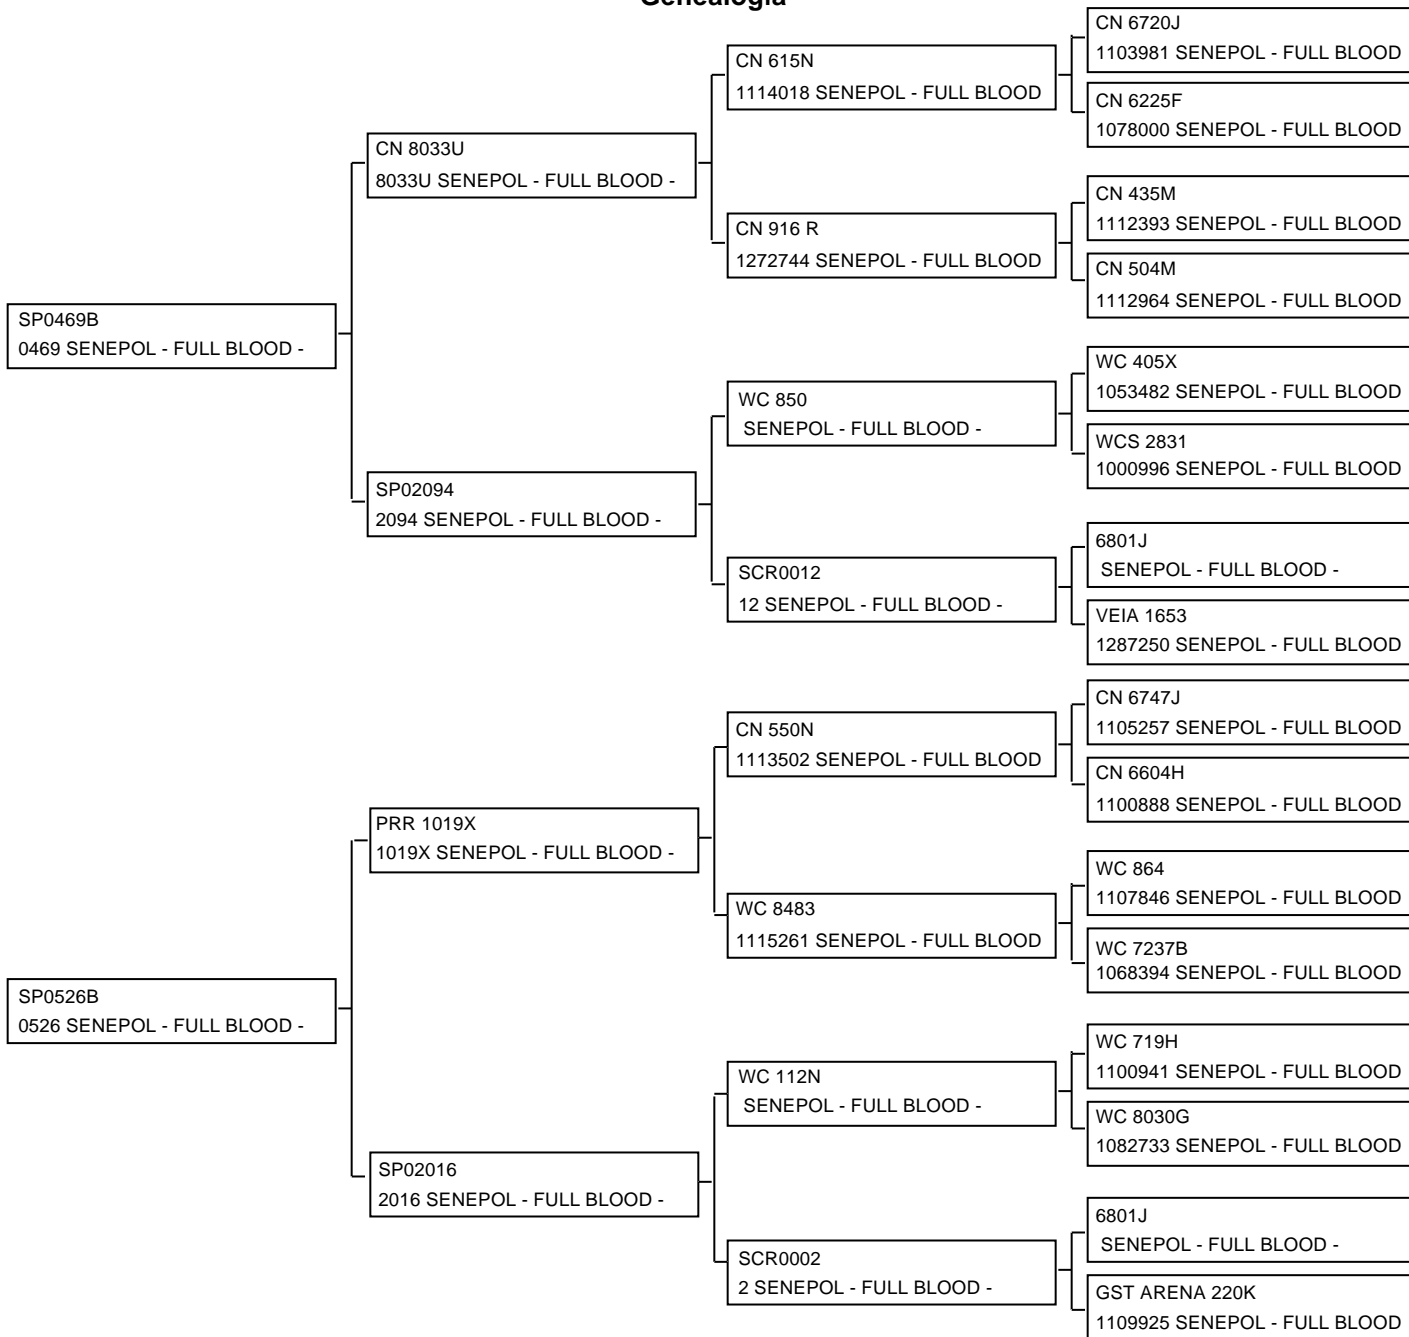 Genealogia
CN 6720J
1103981 SENEPOL - FULL BLOOD
CN 615N
1114018 SENEPOL - FULL BLOOD
CN 6225F
1078000 SENEPOL - FULL BLOOD
CN 8033U
8033U SENEPOL - FULL BLOOD -
CN 435M
1112393 SENEPOL - FULL BLOOD
CN 916 R
1272744 SENEPOL - FULL BLOOD
CN 504M
1112964 SENEPOL - FULL BLOOD
SP0469B
0469 SENEPOL - FULL BLOOD -
WC 405X
1053482 SENEPOL - FULL BLOOD
WC 850
SENEPOL - FULL BLOOD -
WCS 2831
1000996 SENEPOL - FULL BLOOD
SP02094
2094 SENEPOL - FULL BLOOD -
6801J
SENEPOL - FULL BLOOD -
SCR0012
12 SENEPOL - FULL BLOOD -
VEIA 1653
1287250 SENEPOL - FULL BLOOD
CN 6747J
1105257 SENEPOL - FULL BLOOD
CN 550N
1113502 SENEPOL - FULL BLOOD
CN 6604H
1100888 SENEPOL - FULL BLOOD
PRR 1019X
1019X SENEPOL - FULL BLOOD -
WC 864
1107846 SENEPOL - FULL BLOOD
WC 8483
1115261 SENEPOL - FULL BLOOD
WC 7237B
1068394 SENEPOL - FULL BLOOD
SP0526B
0526 SENEPOL - FULL BLOOD -
WC 719H
1100941 SENEPOL - FULL BLOOD
WC 112N
SENEPOL - FULL BLOOD -
WC 8030G
1082733 SENEPOL - FULL BLOOD
SP02016
2016 SENEPOL - FULL BLOOD -
6801J
SENEPOL - FULL BLOOD -
SCR0002
2 SENEPOL - FULL BLOOD -
GST ARENA 220K
1109925 SENEPOL - FULL BLOOD